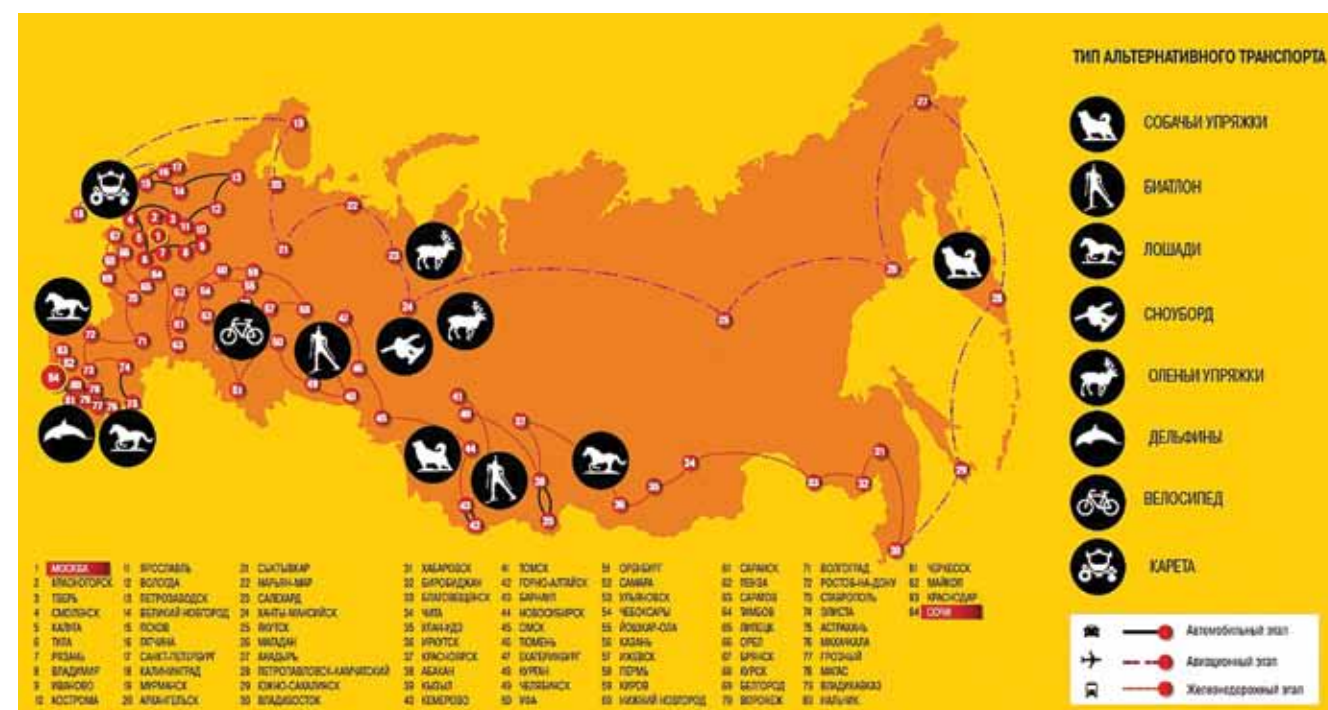 ТИП АЛЬТЕРНАТИВНОГО ТРАНСПОРТА
СОБАЧЬИ УПРЯЖКИ
БИАТЛОН
ЛОШАДИ
СНОУБОРД
ОЛЕНЬИ УПРЯЖКИ
ДЕЛЬФИНЫ
ВЕЛОСИПЕД
КАРЕТА
Автомобильный этап
Авиационный этап
Железнодорожный этап
1 МОСКВА
2 КРАСНОГОРСК
3 ТВЕРЬ
4 СМОЛЕНСК
5 КАЛУГА
6 ТУЛА
7 РЯЗАНЬ
8 ВЛАДИМИР
9 ИВАНОВО
10 КОСТРОМА
11 ЯРОСЛАВЛЬ
12 ВОЛОГДА
13 ПЕТРОЗАВОДСК
14 ВЕЛИКИЙ НОВГОРОД
15 ПСКОВ
16 ГАТЧИНА
17 САНКТ-ПЕТЕРБУРГ
18 КАЛИНИНГРАД
19 МУРМАНСК
20 АРХАНГЕЛЬСК
21 СЫКТЫВКАР
22 НАРЬЯН-МАР
23 САЛЕХАРД
24 ХАНТЫ-МАНСИЙСК
25 ЯКУТСК
26 МАГАДАН
27 АНАДЫРЬ
28 ПЕТРОПАВЛОВСК-КАМЧАТСКИЙ
29 ЮЖНО-САХАЛИНСК
30 ВЛАДИВОСТОК
31 ХАБАРОВСК
32 БИРОБИДЖАН
33 БЛАГОВЕЩЕНСК
34 ЧИТА
35 УЛАН-УДЭ
36 ИРКУТСК
37 КРАСНОЯРСК
38 АБАКАН
39 КЫЗЫЛ
40 КЕМЕРОВО
41 ТОМСК
42 ГОРНО-АЛТАЙСК
43 БАРНАУЛ
44 НОВОСИБИРСК
45 ОМСК
46 ТЮМЕНЬ
47 ЕКАТЕРИНБУРГ
48 КУРГАН
49 ЧЕЛЯБИНСК
50 УФА
51 ОРЕНБУРГ
52 САМАРА
53 УЛЬЯНОВСК
54 ЧЕБОКСАРЫ
55 ЙОШКАР-ОЛА
56 КАЗАНЬ
57 ИЖЕВСК
58 ПЕРМЬ
59 КИРОВ
60 НИЖНИЙ НОВГОРОД
61 САРАНСК
62 ПЕНЗА
63 САРАТОВ
64 ТАМБОВ
65 ЛИПЕЦК
66 ОРЕЛ
67 БРЯНСК
68 КУРСК
69 БЕЛГОРОД
70 ВОРОНЕЖ
71 ВОЛГОГРАД
72 РОСТОВ-НА-ДОНУ
73 СТАВРОПОЛЬ
74 ЭЛИСТА
75 АСТРАХАНЬ
76 МАХАЧКАЛА
77 ГРОЗНЫЙ
78 МАГАС
79 ВЛАДИКАВКАЗ
80 НАЛЬЧИК
81 ЧЕРКЕССК
82 МАЙКОП
83 КРАСНОДАР
84 СОЧИ